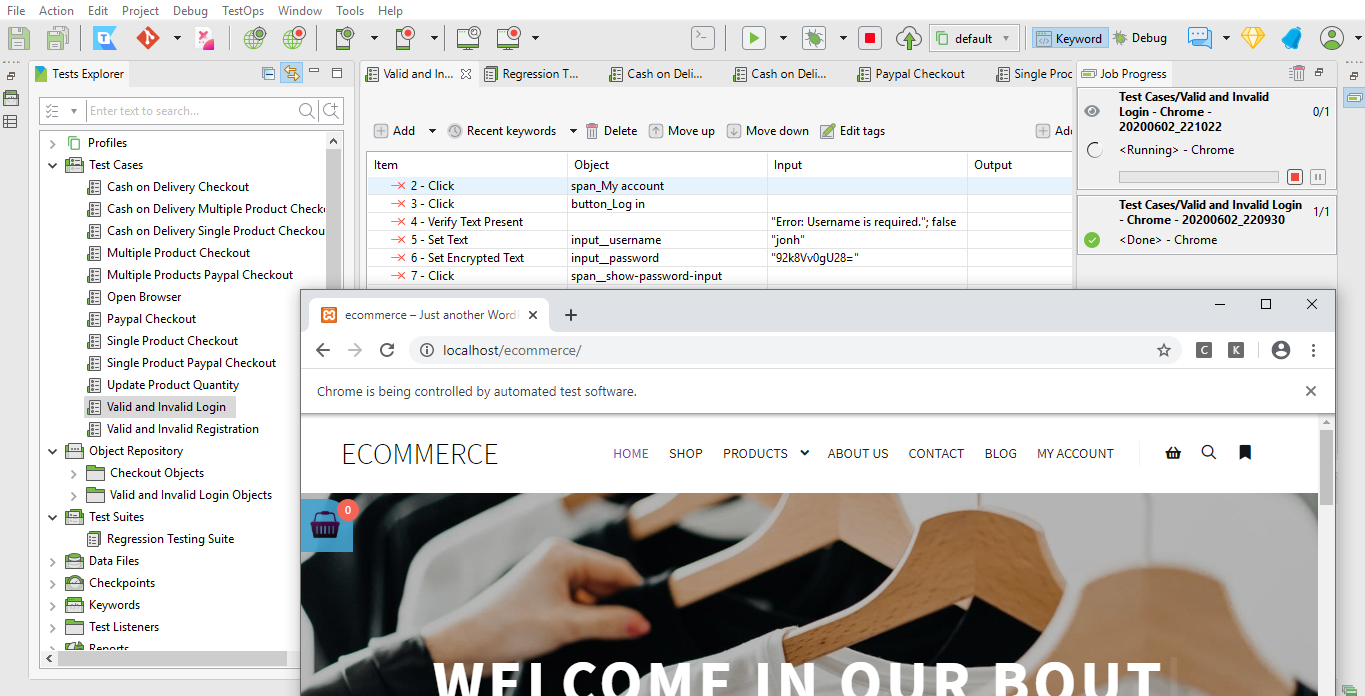 File Action Edit Project Debug TestOps Window Tools Help
default Keyword Debug
Tests Explorer
Enter text to search...
Profiles
Test Cases
Cash on Delivery Checkout
Cash on Delivery Multiple Product Check
Cash on Delivery Single Product Checkou
Multiple Product Checkout
Multiple Products Paypal Checkout
Open Browser
Paypal Checkout
Single Product Checkout
Single Product Paypal Checkout
Update Product Quantity
Valid and Invalid Login
Valid and Invalid Registration
Object Repository
Checkout Objects
Valid and Invalid Login Objects
Test Suites
Regression Testing Suite
Data Files
Checkpoints
Keywords
Test Listeners
Reports
Valid and In... Regression T... Cash on Deli... Cash on Deli... Paypal Checkout Single Proc
Add Recent keywords Delete Move up Move down Edit tags Add
Item Object Input Output
2 - Click span_My account
3 - Click button_Log in
4 - Verify Text Present "Error: Username is required."; false
5 - Set Text input__username "jonh"
6 - Set Encrypted Text input__password "92k8Vv0gU28="
7 - Click span__show-password-input
Job Progress
Test Cases/Valid and Invalid
Login - Chrome -
20200602_221022
0/1
<Running> - Chrome
Test Cases/Valid and Invalid Login
- Chrome - 20200602_220930
1/1
<Done> - Chrome
ecommerce – Just another Word
localhost/ecommerce/
C K
Chrome is being controlled by automated test software.
ECOMMERCE
HOME SHOP PRODUCTS ABOUT US CONTACT BLOG MY ACCOUNT
0
WELCOME IN OUR BOUT